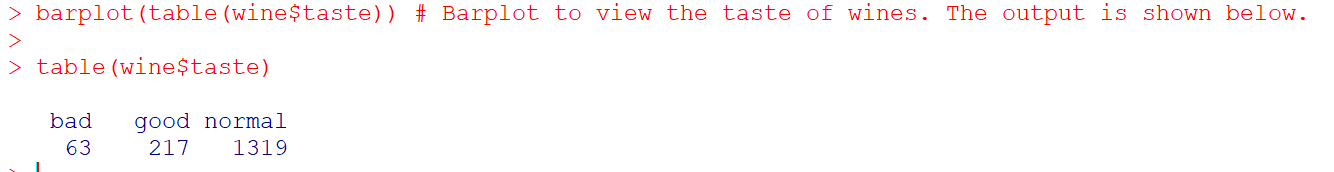 > barplot(table(wine$taste)) # Barplot to view the taste of wines. The output is shown below.
>
> table(wine$taste)
bad good normal
63 217 1319
>